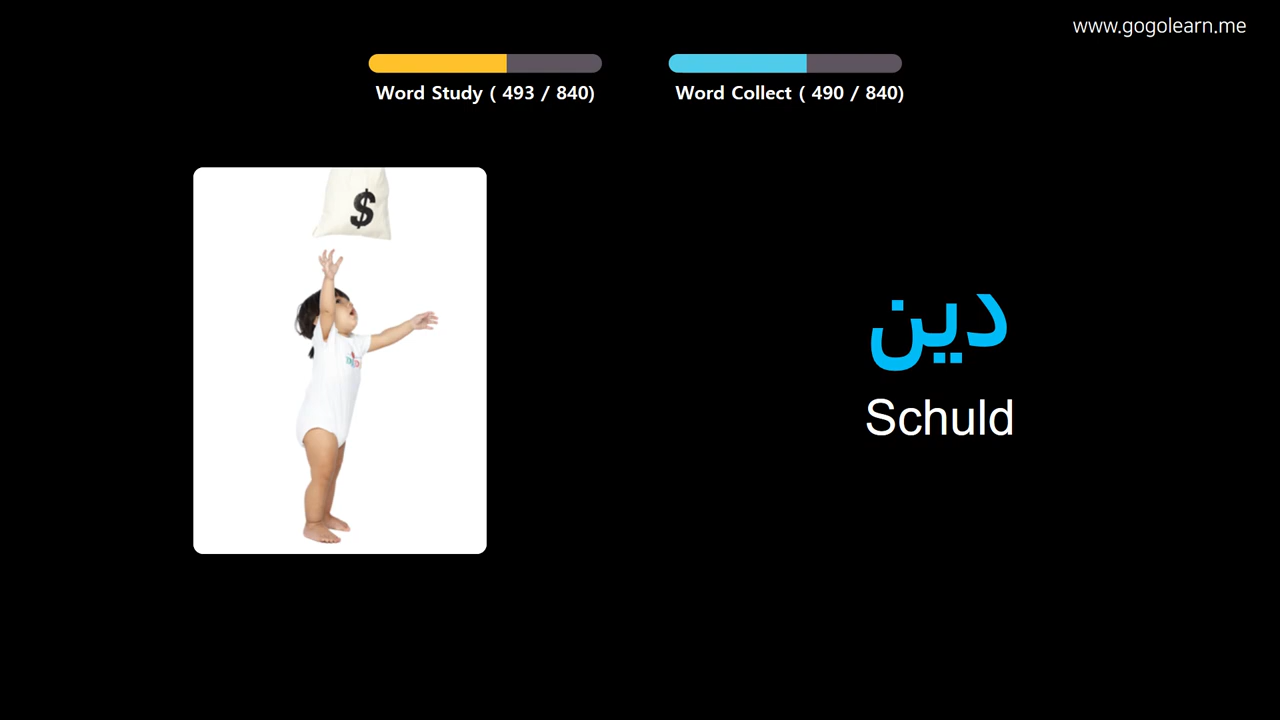 www.gogolearn.me
Word Study ( 493 / 840)
Word Collect ( 490 / 840)
$
دين
Schuld